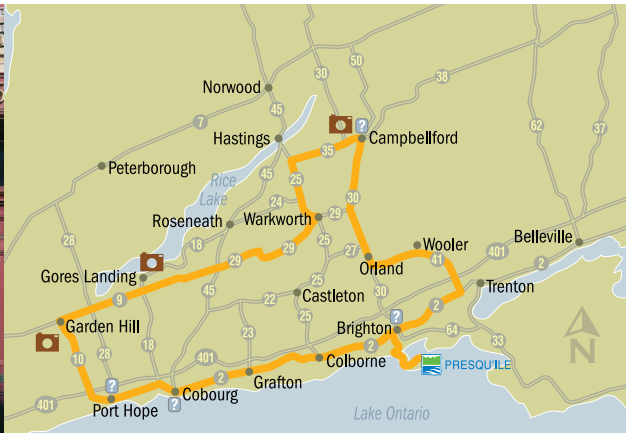 50
30
38
Norwood
45
62
37
7
?
Hastings
Campbellford
35
Peterborough
45
25
Rice
Lake
24
30
28
Roseneath
Warkworth
29
18
25
27
Wooler
Belleville
401
29
29
41
2
Gores Landing
Orland
45
25
Trenton
9
22
Castleton
30
2
Garden Hill
Brighton
?
64
10
28
18
23
25
33
N
401
2
Colborne
PRESQU'ILE
2
Grafton
401
?
Port Hope
?
Cobourg
Lake Ontario